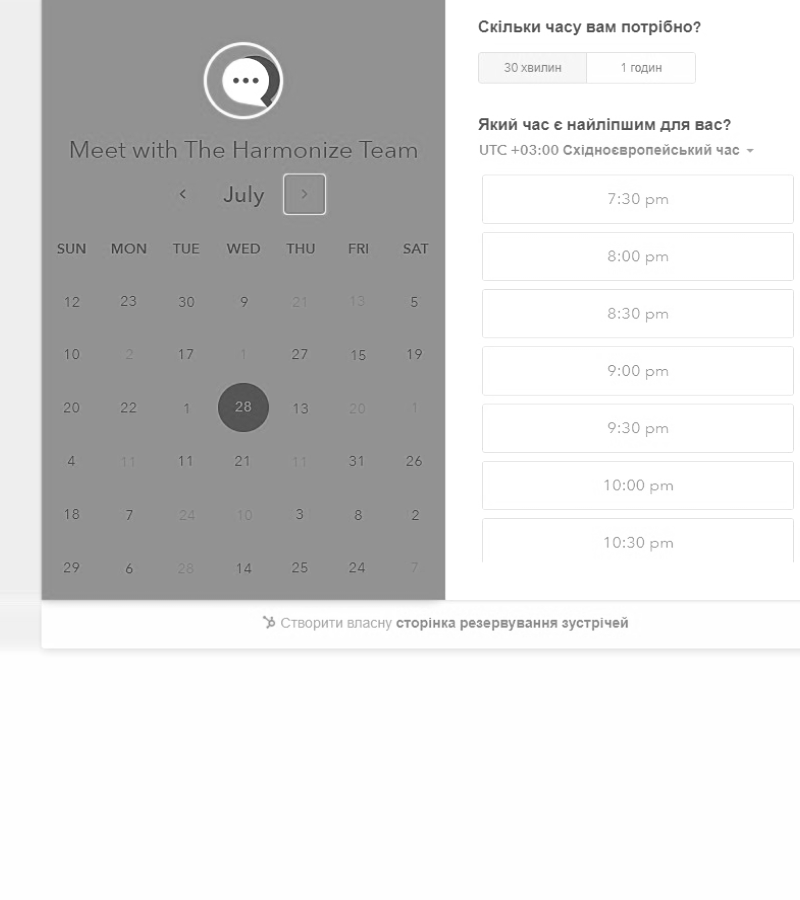 Meet with The Harmonize Team
July
SUN MON TUE WED THU FRI SAT
12 23 30 9 21 13 5
10 2 17 1 27 15 19
20 22 1 28 13 20 1
4 11 11 21 11 31 26
18 7 24 10 3 8 2
29 6 28 14 25 24 7
Скільки часу вам потрібно?
30 хвилин 1 годин
Який час є найліпшим для вас?
UTC +03:00 Східноєвропейський час
7:30 pm
8:00 pm
8:30 pm
9:00 pm
9:30 pm
10:00 pm
10:30 pm
Створити власну сторінка резервування зустрічей